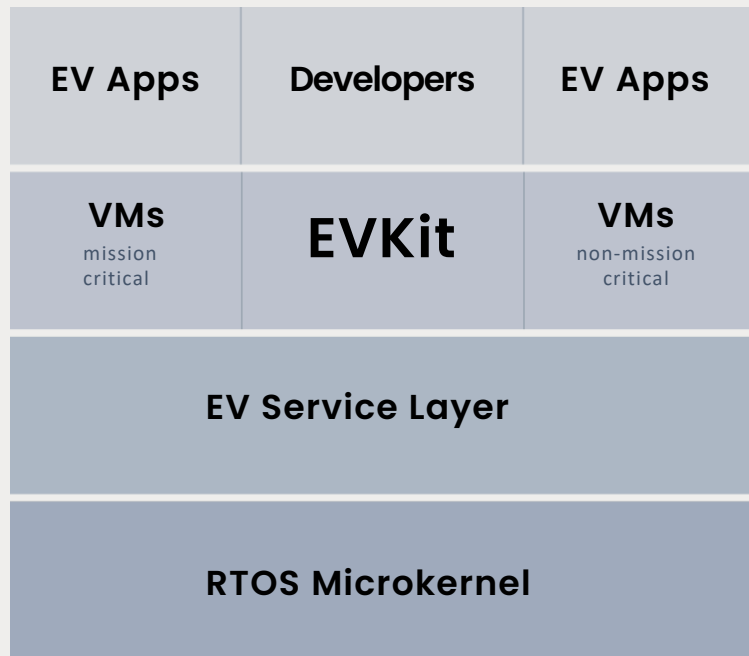 EV Apps
Developers
EV Apps
VMs
mission
critical
EVKit
VMs
non-mission
critical
EV Service Layer
RTOS Microkernel